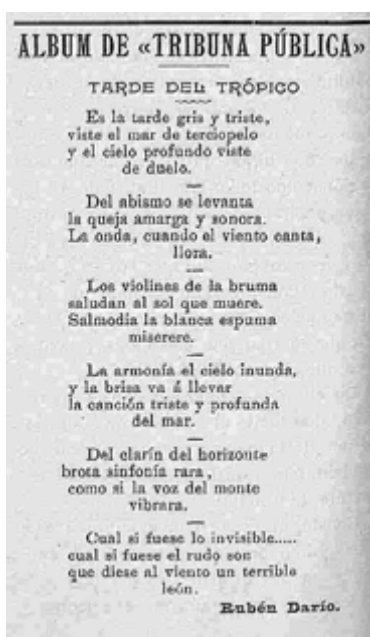 ALBUM DE «TRIBUNA PÚBLICA»
TARDE DEL TRÓPICO
Es la tarde gris y triste,
viste el mar de terciopelo
y el cielo profundo viste
de duelo.
Del abismo se levanta
la queja amarga y sonora.
La onda, cuando el viento canta,
llora.
Los violines de la bruma
saludan al sol que muere.
Salmodia la blanca espuma
miserere.
La armonía el cielo inunda,
y la brisa va á llevar
la canción triste y profunda
del mar.
Del clarín del horizonte
brota sinfonía rara,
como si la voz del monte
vibrara.
Cual si fuese lo invisible.....
cual si fuese el rudo son
que diese al viento un terrible
león.
Rubén Darío.